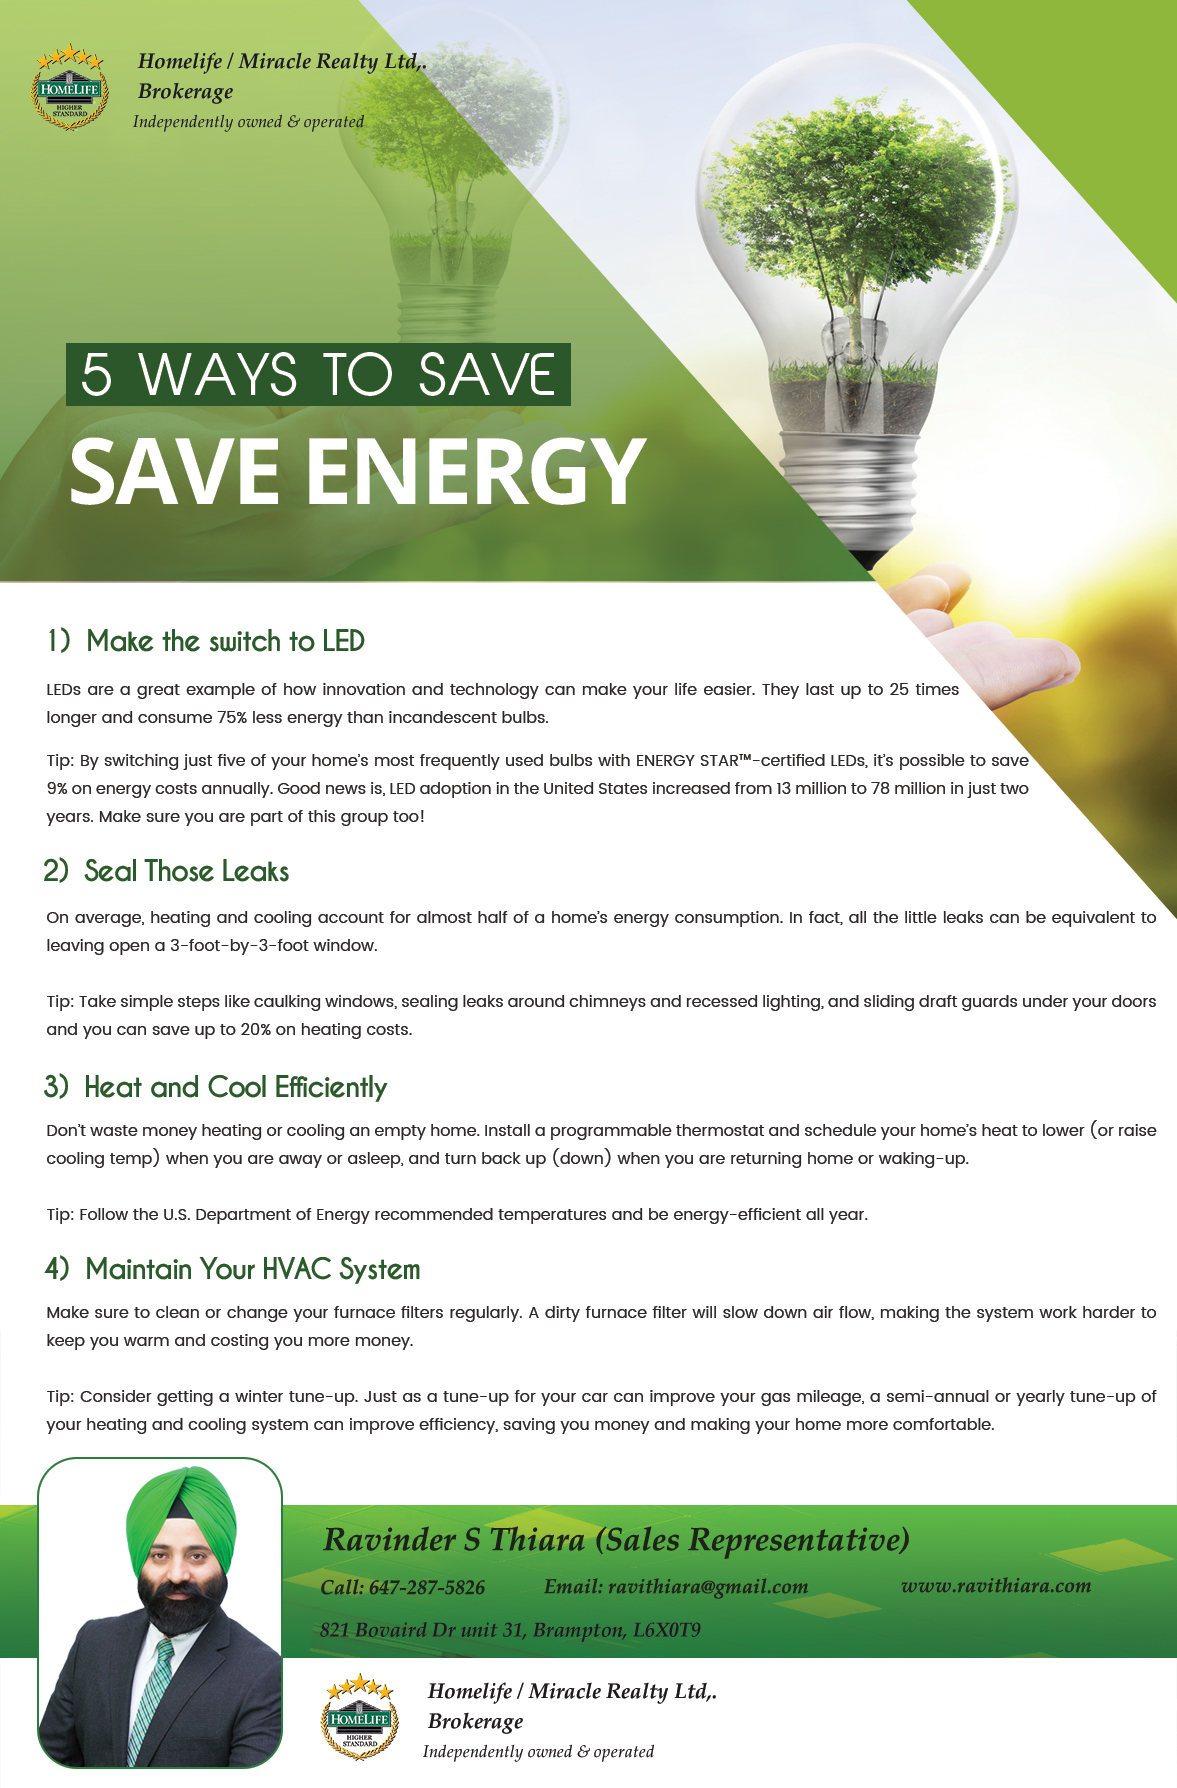 HOMELIFE
HIGHER
STANDARD
Homelife / Miracle Realty Ltd,.
Brokerage
Independently owned & operated
5 WAYS TO SAVE
SAVE ENERGY
1) Make the switch to LED
LEDs are a great example of how innovation and technology can make your life easier. They last up to 25 times
longer and consume 75% less energy than incandescent bulbs.
Tip: By switching just five of your home's most frequently used bulbs with ENERGY STAR™-certified LEDs, it's possible to save
9% on energy costs annually. Good news is, LED adoption in the United States increased from 13 million to 78 million in just two
years. Make sure you are part of this group too!
2) Seal Those Leaks
On average, heating and cooling account for almost half of a home's energy consumption. In fact, all the little leaks can be equivalent to
leaving open a 3-foot-by-3-foot window.
Tip: Take simple steps like caulking windows, sealing leaks around chimneys and recessed lighting, and sliding draft guards under your doors
and you can save up to 20% on heating costs.
3) Heat and Cool Efficiently
Don't waste money heating or cooling an empty home. Install a programmable thermostat and schedule your home's heat to lower (or raise
cooling temp) when you are away or asleep, and turn back up (down) when you are returning home or waking-up.
Tip: Follow the U.S. Department of Energy recommended temperatures and be energy-efficient all year.
4) Maintain Your HVAC System
Make sure to clean or change your furnace filters regularly. A dirty furnace filter will slow down air flow, making the system work harder to
keep you warm and costing you more money.
Tip: Consider getting a winter tune-up. Just as a tune-up for your car can improve your gas mileage, a semi-annual or yearly tune-up of
your heating and cooling system can improve efficiency, saving you money and making your home more comfortable.
Ravinder S Thiara (Sales Representative)
Call: 647-287-5826 Email: ravithiara@gmail.com www.ravithiara.com
821 Bovaird Dr unit 31, Brampton, L6X0T9
HOMELIFE
HIGHER
STANDARD
Homelife / Miracle Realty Ltd,.
Brokerage
Independently owned & operated